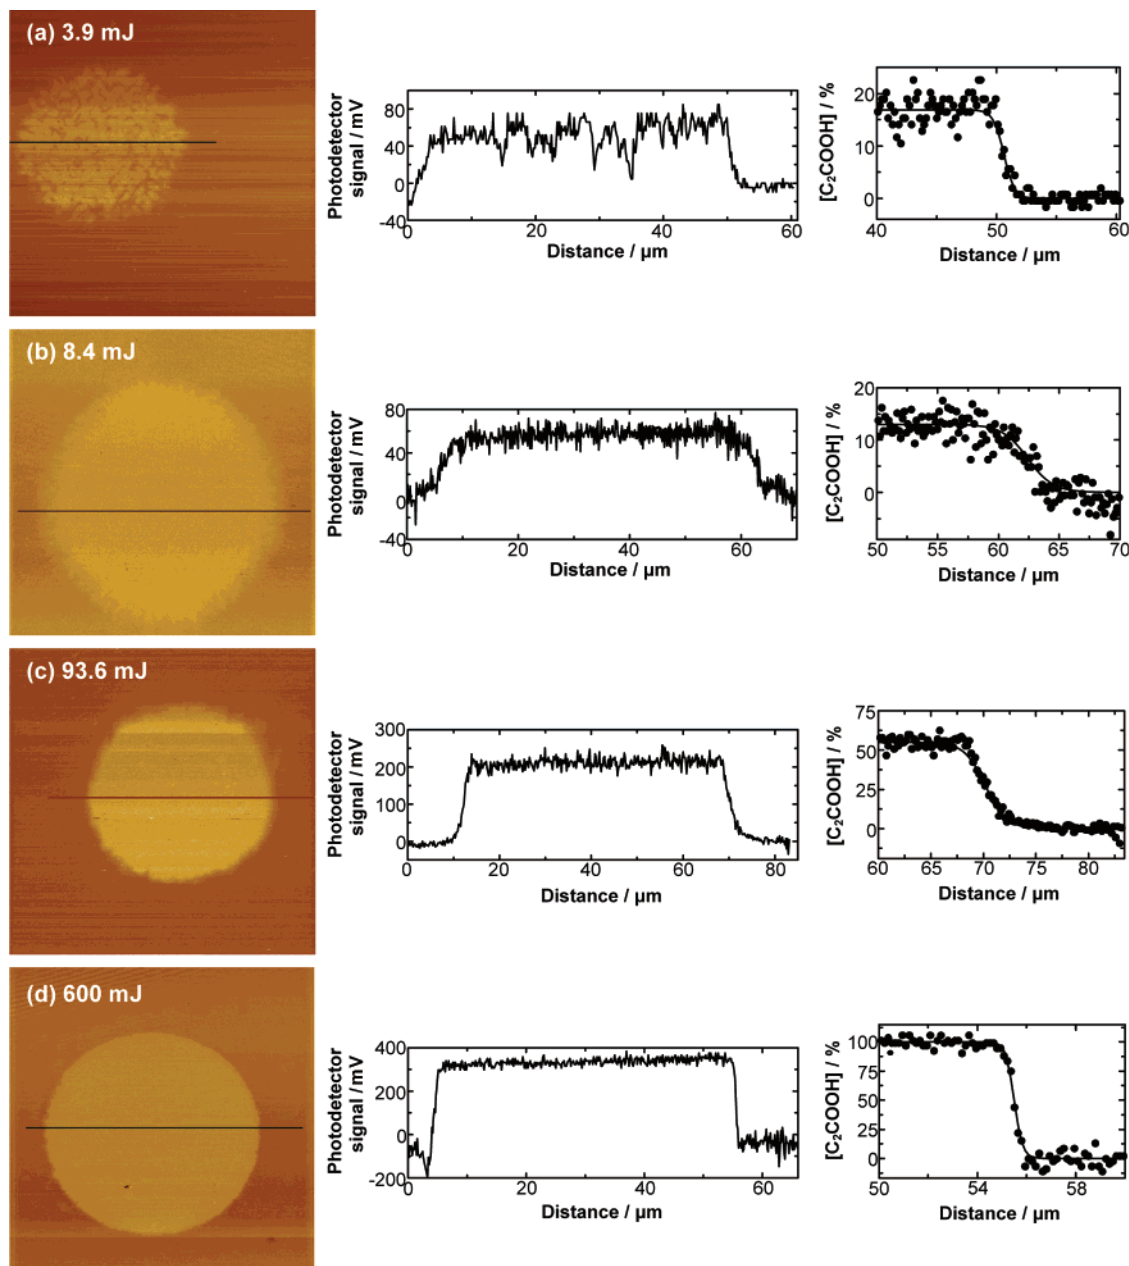 (a) 3.9 mJ
80
40
0
-40
0
20
40
60
Photodetector
signal / mV
Distance / µm
20
10
0
40
50
60
[C₂COOH] / %
Distance / µm
(b) 8.4 mJ
80
40
0
-40
0
20
40
60
Photodetector
signal / mV
Distance / µm
20
10
0
50
55
60
65
70
[C₂COOH] / %
Distance / µm
(c) 93.6 mJ
300
200
100
0
0
20
40
60
80
Photodetector
signal / mV
Distance / µm
75
50
25
0
60
65
70
75
80
[C₂COOH] / %
Distance / µm
(d) 600 mJ
400
200
0
-200
0
20
40
60
Photodetector
signal / mV
Distance / µm
100
75
50
25
0
50
54
58
[C₂COOH] / %
Distance / µm